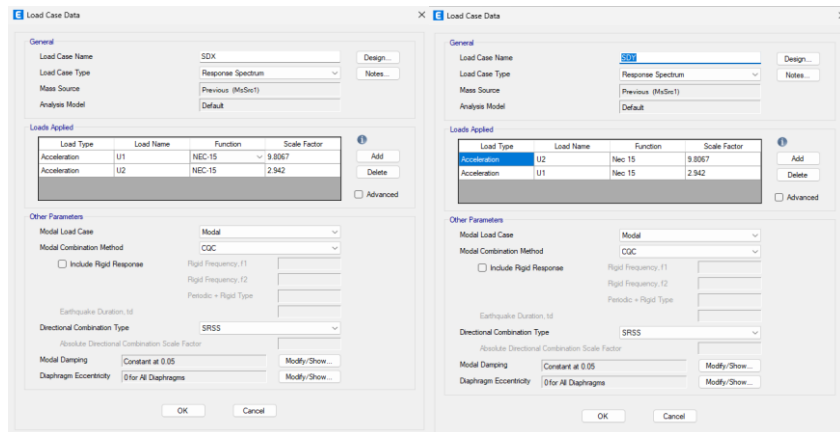 E Load Case Data
General
Load Case Name SDX Design...
Load Case Type Response Spectrum Notes...
Mass Source Previous (MsSrc1)
Analysis Model Default
Loads Applied
Load Type Load Name Function Scale Factor
Acceleration U1 NEC-15 9.8067 Add
Acceleration U2 NEC-15 2.942 Delete
Advanced
Other Parameters
Modal Load Case Modal
Modal Combination Method CQC
Include Rigid Response Rigid Frequency, f1
Rigid Frequency, f2
Periodic + Rigid Type
Earthquake Duration, td
Directional Combination Type SRSS
Absolute Directional Combination Scale Factor
Modal Damping Constant at 0.05 Modify/Show...
Diaphragm Eccentricity 0 for All Diaphragms Modify/Show...
OK Cancel
E Load Case Data
General
Load Case Name SDY Design...
Load Case Type Response Spectrum Notes...
Mass Source Previous (MsSrc1)
Analysis Model Default
Loads Applied
Load Type Load Name Function Scale Factor
Acceleration U2 Nec 15 9.8067 Add
Acceleration U1 Nec 15 2.942 Delete
Advanced
Other Parameters
Modal Load Case Modal
Modal Combination Method CQC
Include Rigid Response Rigid Frequency, f1
Rigid Frequency, f2
Periodic + Rigid Type
Earthquake Duration, td
Directional Combination Type SRSS
Absolute Directional Combination Scale Factor
Modal Damping Constant at 0.05 Modify/Show...
Diaphragm Eccentricity 0 for All Diaphragms Modify/Show...
OK Cancel